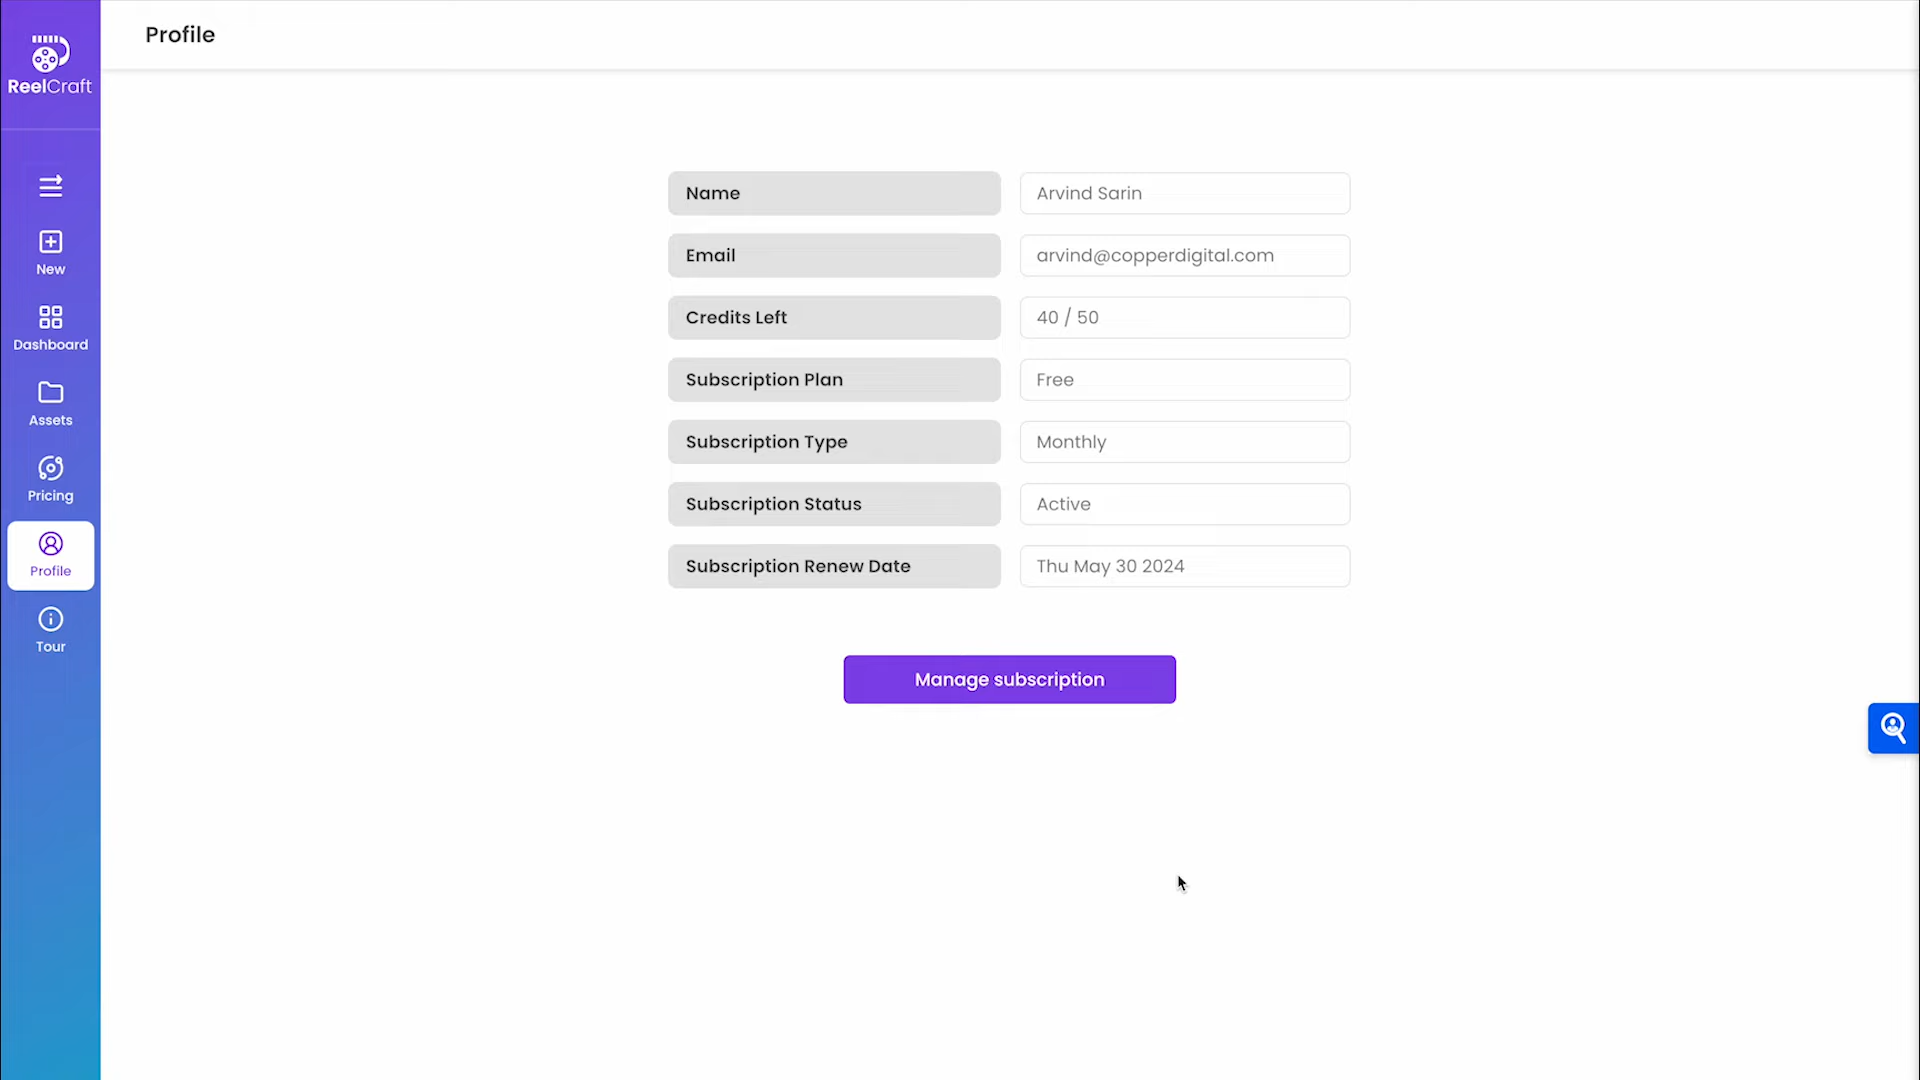 ReelCraft
Profile
New
Dashboard
Assets
Pricing
Profile
Tour
Name
Arvind Sarin
Email
arvind@copperdigital.com
Credits Left
40 / 50
Subscription Plan
Free
Subscription Type
Monthly
Subscription Status
Active
Subscription Renew Date
Thu May 30 2024
Manage subscription